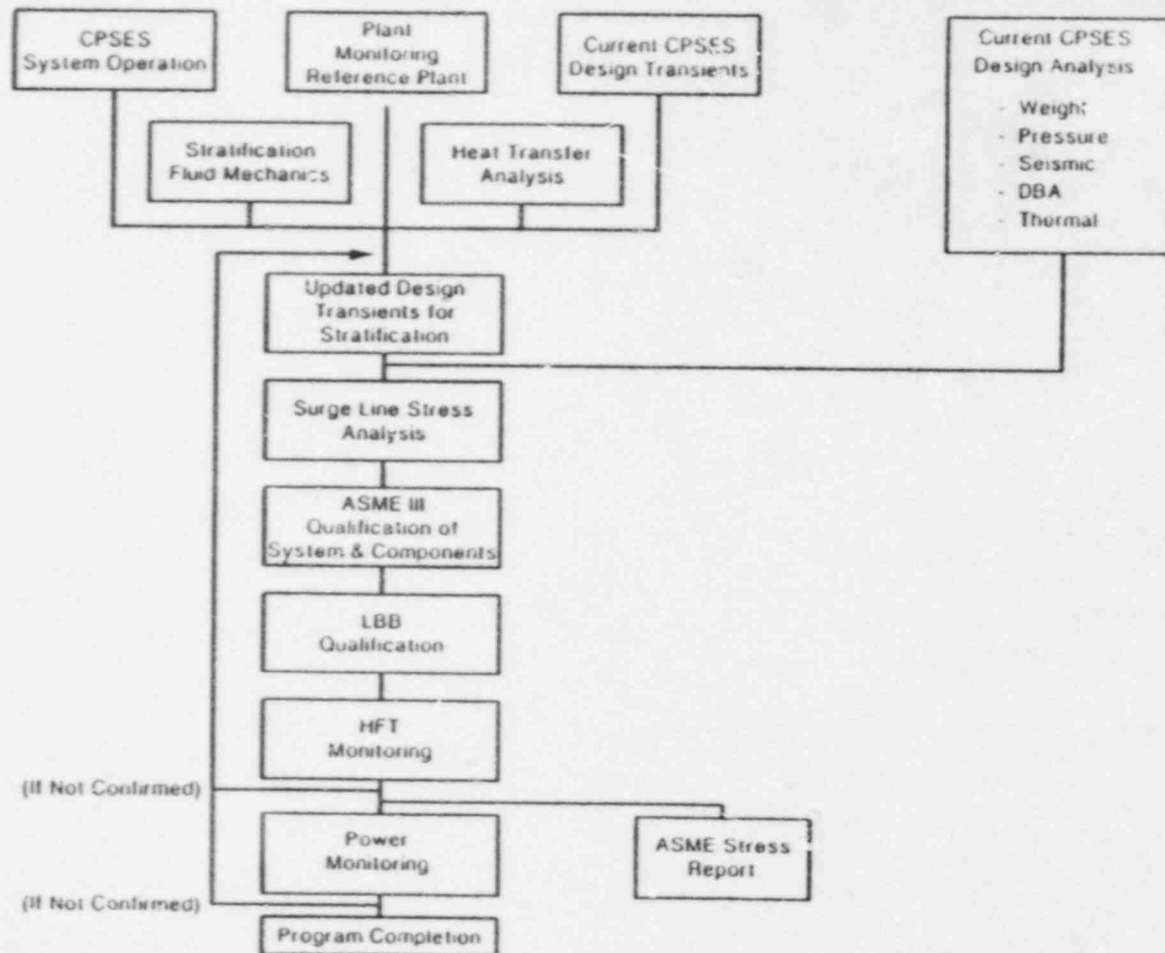 CPSES
System Operation
Plant
Monitoring
Reference Plant
Current CPSES
Design Transients
Current CPSES
Design Analysis
- Weight
- Pressure
- Seismic
- DBA
- Thermal
Stratification
Fluid Mechanics
Heat Transfer
Analysis
Updated Design
Transients for
Stratification
Surge Line Stress
Analysis
ASME III
Qualification of
System & Components
LBB
Qualification
HFT
Monitoring
(If Not Confirmed)
Power
Monitoring
ASME Stress
Report
(If Not Confirmed)
Program Completion